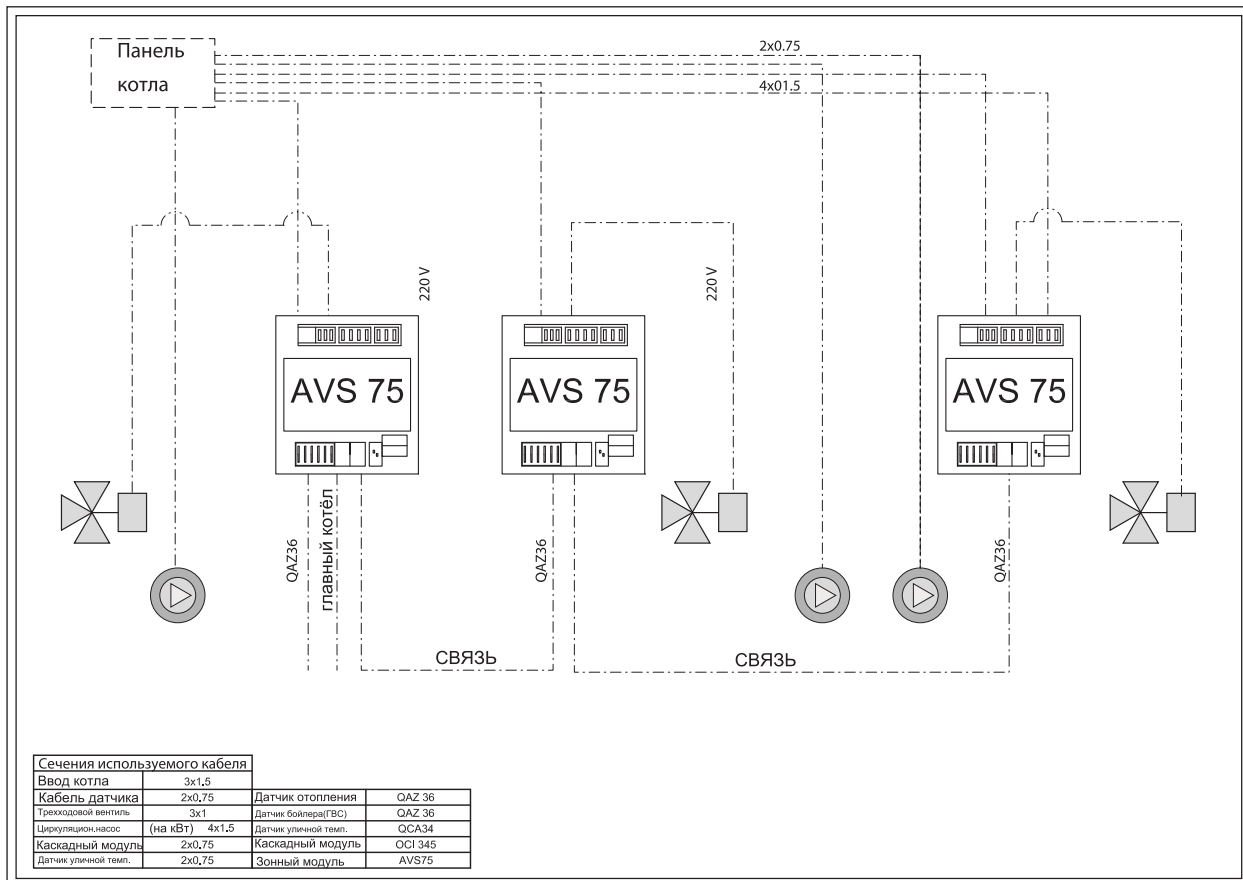 Панель
котла
2x0.75
4x01.5
220 V
220 V
AVS 75
AVS 75
AVS 75
QAZ36
главный котёл
QAZ36
QAZ36
СВЯЗЬ
СВЯЗЬ
Сечения используемого кабеля
Ввод котла 3x1.5
Кабель датчика 2x0.75 Датчик отопления QAZ 36
Трехходовой вентиль 3x1 Датчик бойлера(ГВС) QAZ 36
Циркуляцион.насос (на кВт) 4x1.5 Датчик уличной темп. QCA34
Каскадный модуль 2x0.75 Каскадный модуль OCI 345
Датчик уличной темп. 2x0.75 Зонный модуль AVS75